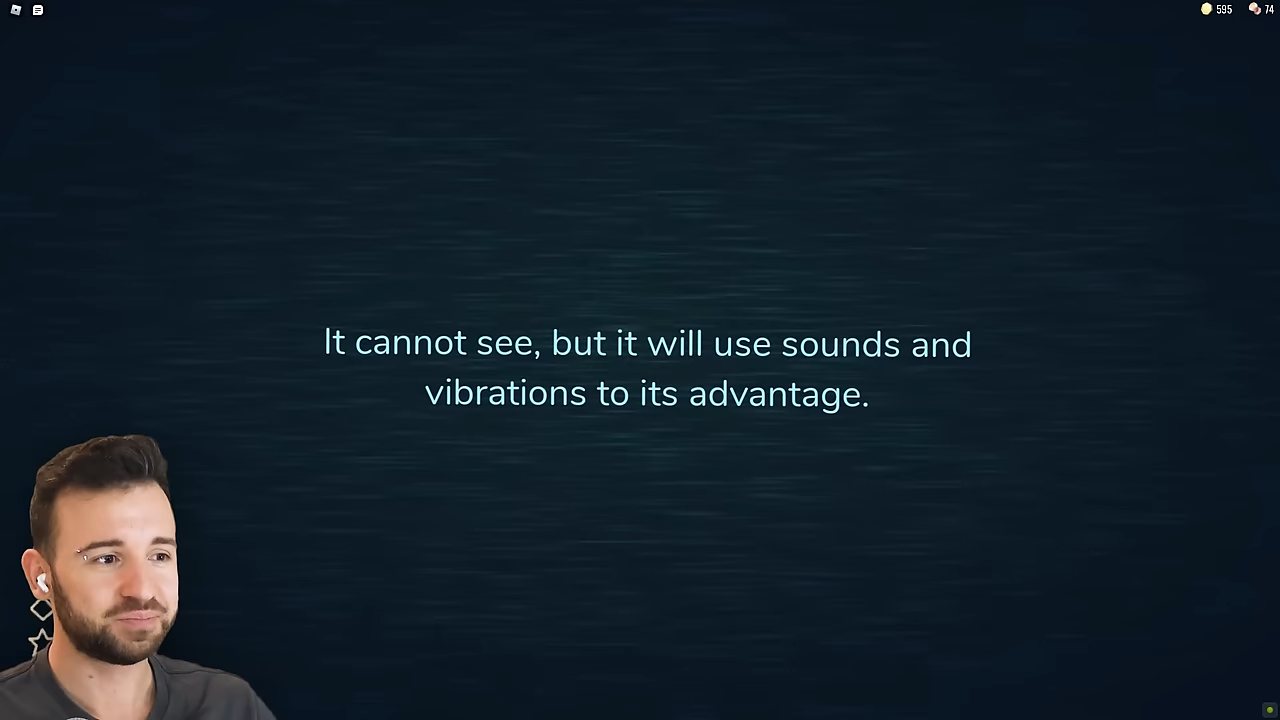 595 74
It cannot see, but it will use sounds and
vibrations to its advantage.